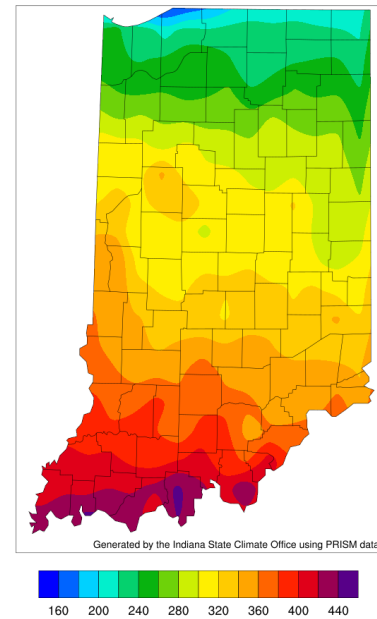 Generated by the Indiana State Climate Office using PRISM data
160 200 240 280 320 360 400 440